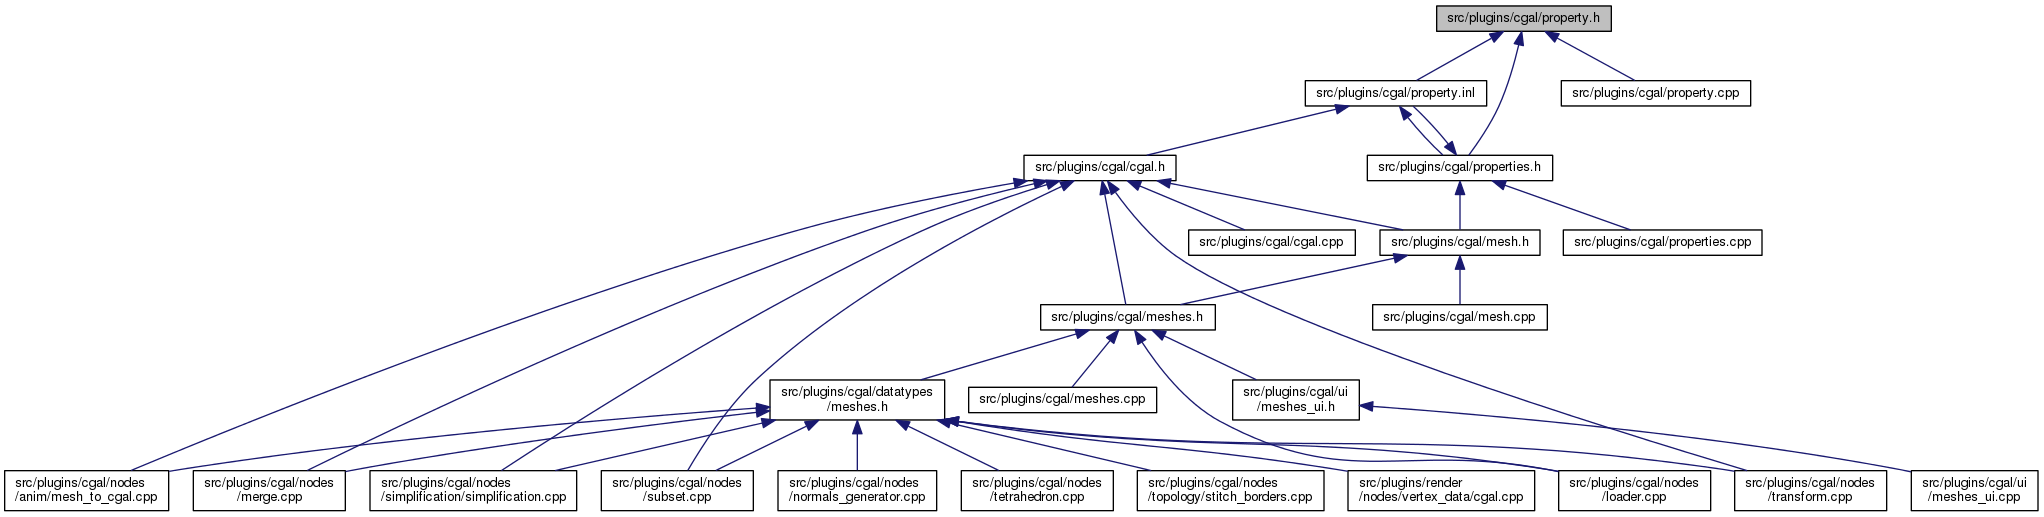 src/plugins/cgal/property.h
src/plugins/cgal/property.inl
src/plugins/cgal/property.cpp
src/plugins/cgal/cgal.h
src/plugins/cgal/properties.h
src/plugins/cgal/cgal.cpp
src/plugins/cgal/mesh.h
src/plugins/cgal/properties.cpp
src/plugins/cgal/meshes.h
src/plugins/cgal/mesh.cpp
src/plugins/cgal/datatypes
/meshes.h
src/plugins/cgal/meshes.cpp
src/plugins/cgal/ui
/meshes_ui.h
src/plugins/cgal/nodes
/anim/mesh_to_cgal.cpp
src/plugins/cgal/nodes
/merge.cpp
src/plugins/cgal/nodes
/simplification/simplification.cpp
src/plugins/cgal/nodes
/subset.cpp
src/plugins/cgal/nodes
/normals_generator.cpp
src/plugins/cgal/nodes
/tetrahedron.cpp
src/plugins/cgal/nodes
/topology/stitch_borders.cpp
src/plugins/render
/nodes/vertex_data/cgal.cpp
src/plugins/cgal/nodes
/loader.cpp
src/plugins/cgal/nodes
/transform.cpp
src/plugins/cgal/ui
/meshes_ui.cpp